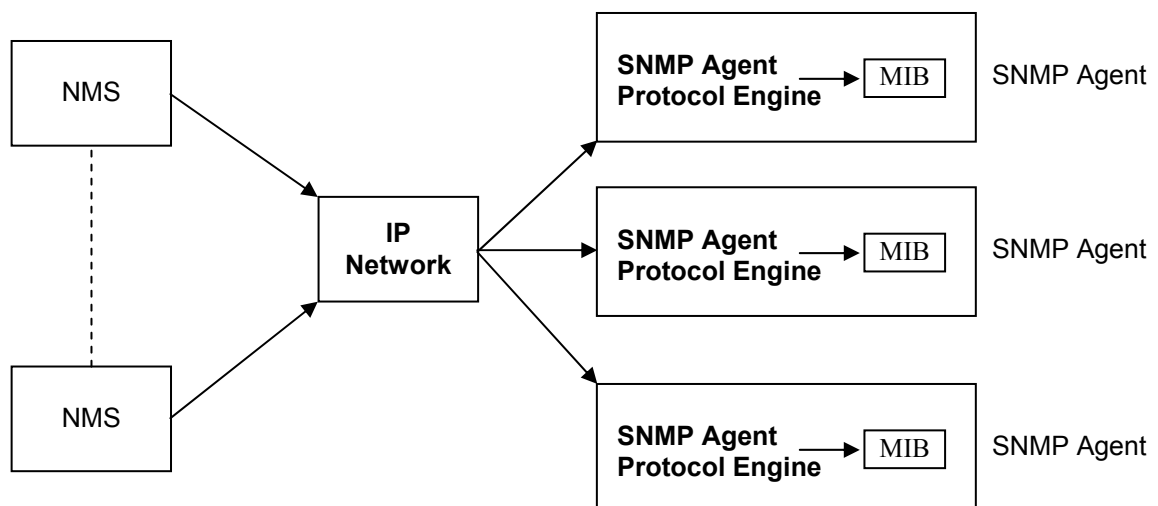 NMS
NMS
IP
Network
SNMP Agent
Protocol Engine
MIB
SNMP Agent
SNMP Agent
Protocol Engine
MIB
SNMP Agent
SNMP Agent
Protocol Engine
MIB
SNMP Agent